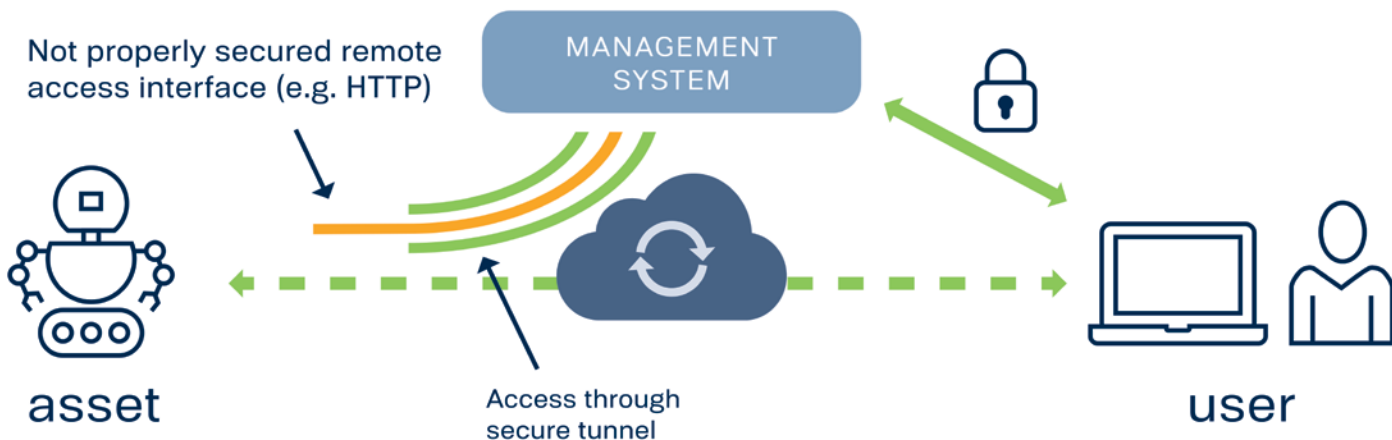 Not properly secured remote
access interface (e.g. HTTP)
MANAGEMENT
SYSTEM
asset
Access through
secure tunnel
user